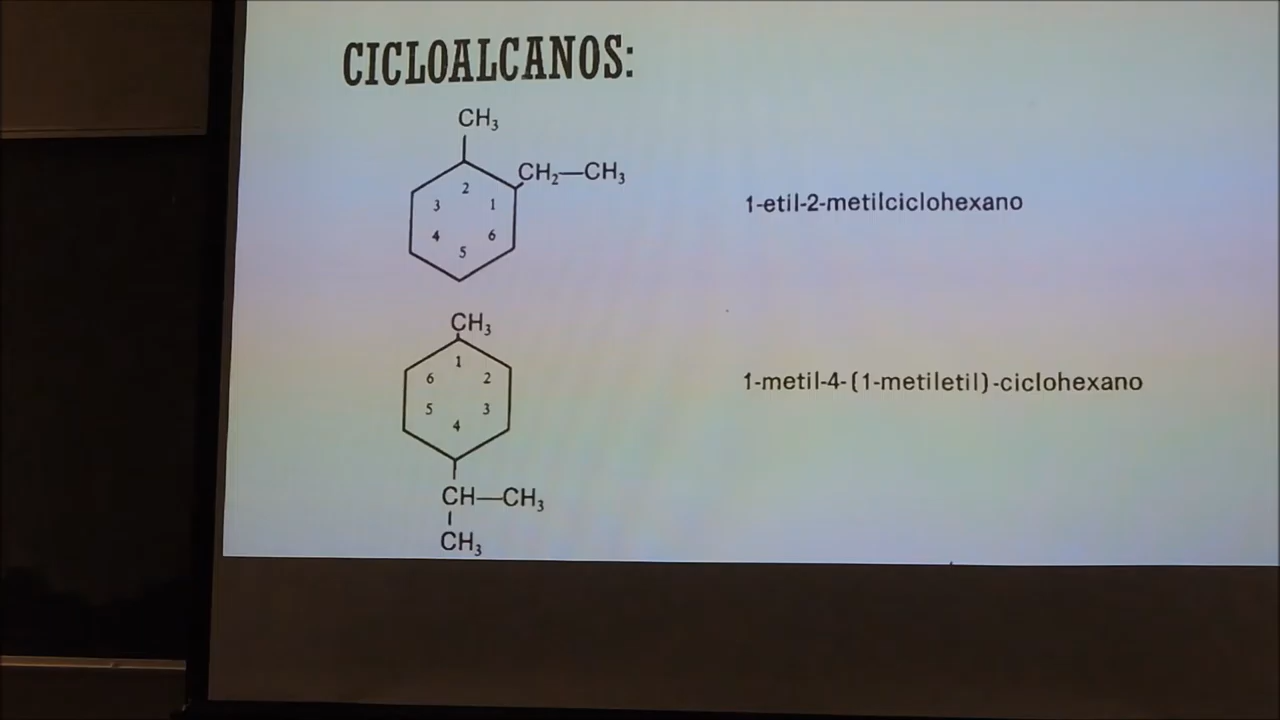 CICLOALCANOS:
CH₃
CH₂—CH₃
2
3 1
4 6
5
1-etil-2-metilciclohexano
CH₃
1
6 2
5 3
4
CH—CH₃
CH₃
1-metil-4-(1-metiletil)-ciclohexano